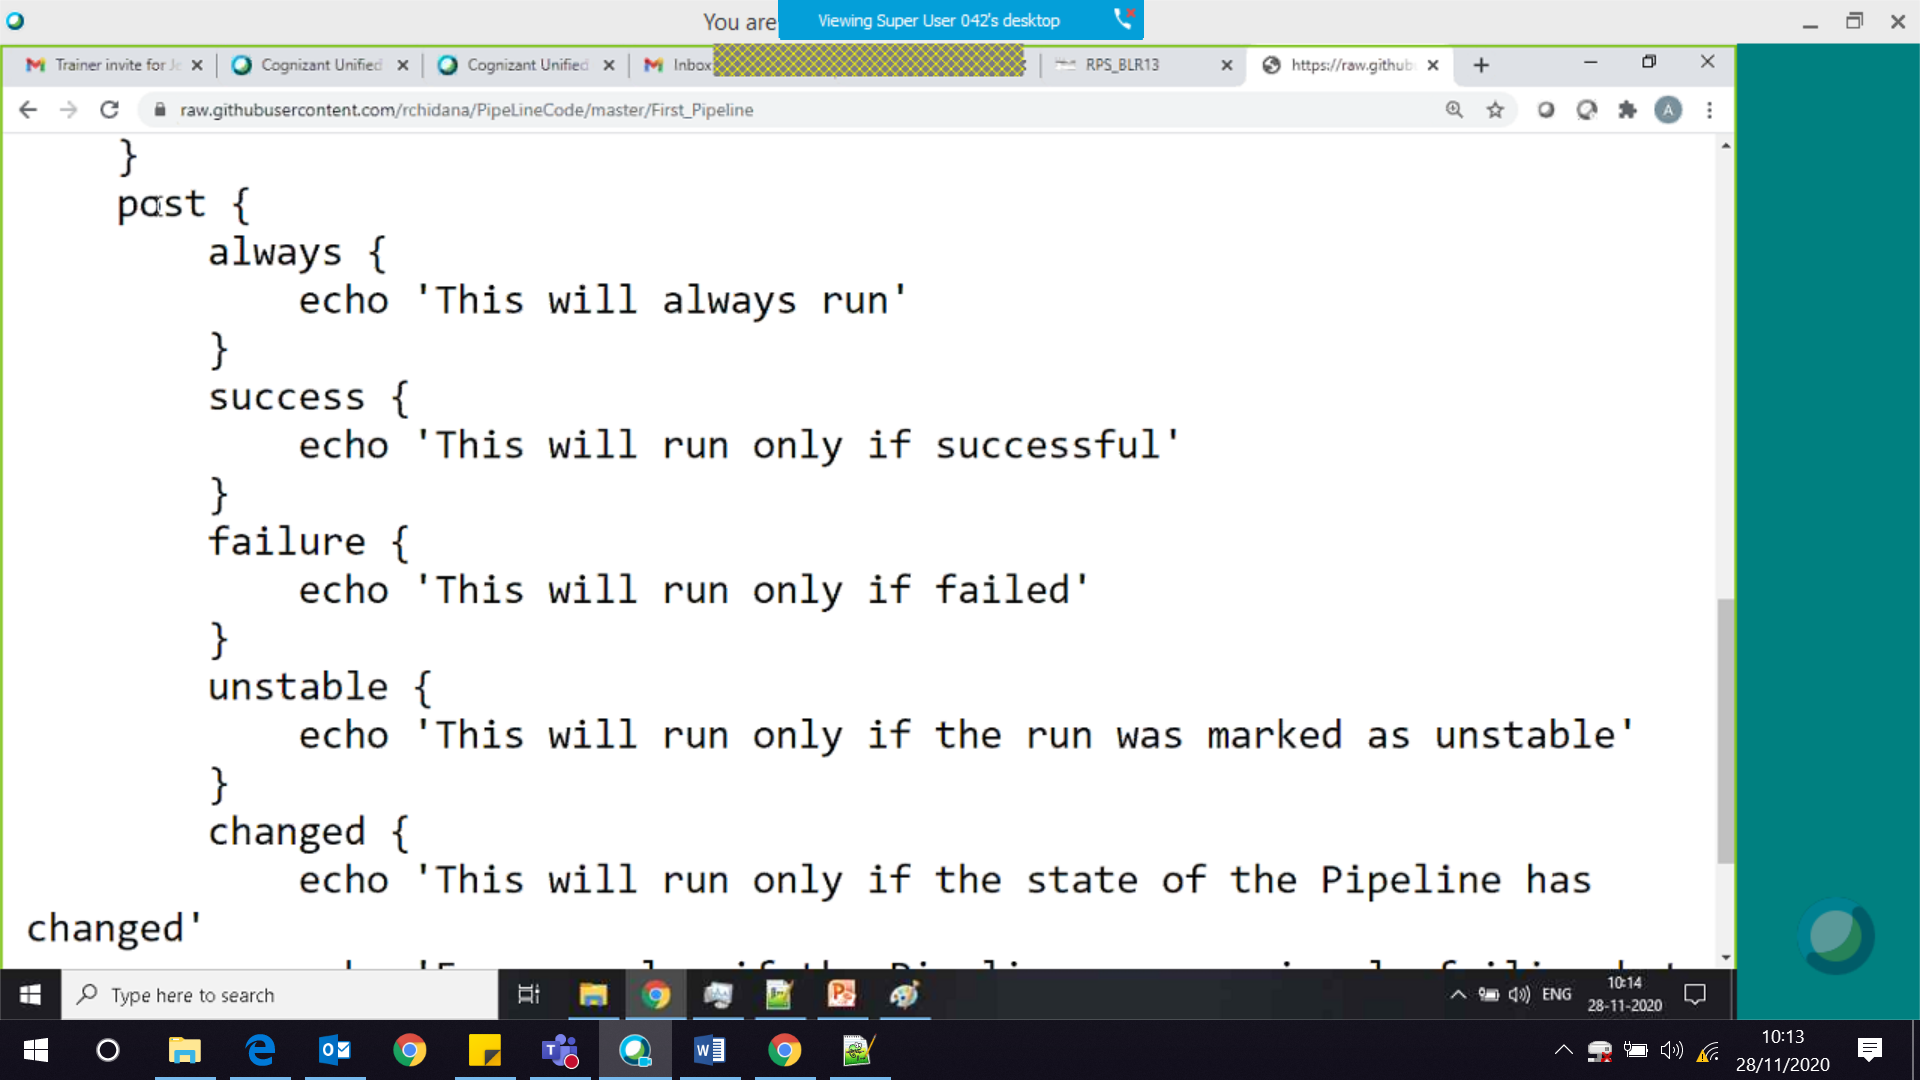 You are
Viewing Super User 042's desktop
Trainer invite for
Cognizant Unified
Cognizant Unified
Inbox
RPS_BLR13
https://raw.githubu
raw.githubusercontent.com/rchidana/PipeLineCode/master/First_Pipeline
A
}
post {
always {
echo 'This will always run'
}
success {
echo 'This will run only if successful'
}
failure {
echo 'This will run only if failed'
}
unstable {
echo 'This will run only if the run was marked as unstable'
}
changed {
echo 'This will run only if the state of the Pipeline has
changed'
Type here to search
ENG
10:14
28-11-2020
10:13
28/11/2020